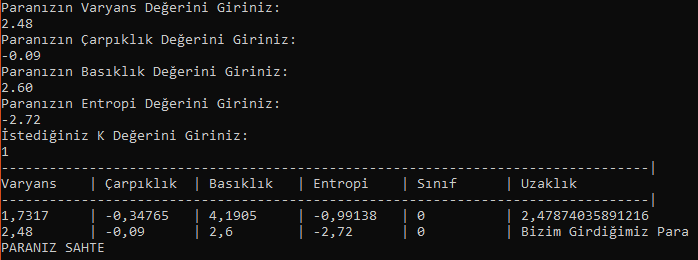 Paranızın Varyans Değerini Giriniz:
2.48
Paranızın Çarpıklık Değerini Giriniz:
-0.09
Paranızın Basıklık Değerini Giriniz:
2.60
Paranızın Entropi Değerini Giriniz:
-2.72
İstediğiniz K Değerini Giriniz:
1
--------------------------------------------------------------------------------|
Varyans | Çarpıklık | Basıklık | Entropi | Sınıf | Uzaklık
--------------------------------------------------------------------------------|
1,7317 | -0,34765 | 4,1905 | -0,99138 | 0 | 2,47874035891216
2,48 | -0,09 | 2,6 | -2,72 | 0 | Bizim Girdiğimiz Para
PARANIZ SAHTE